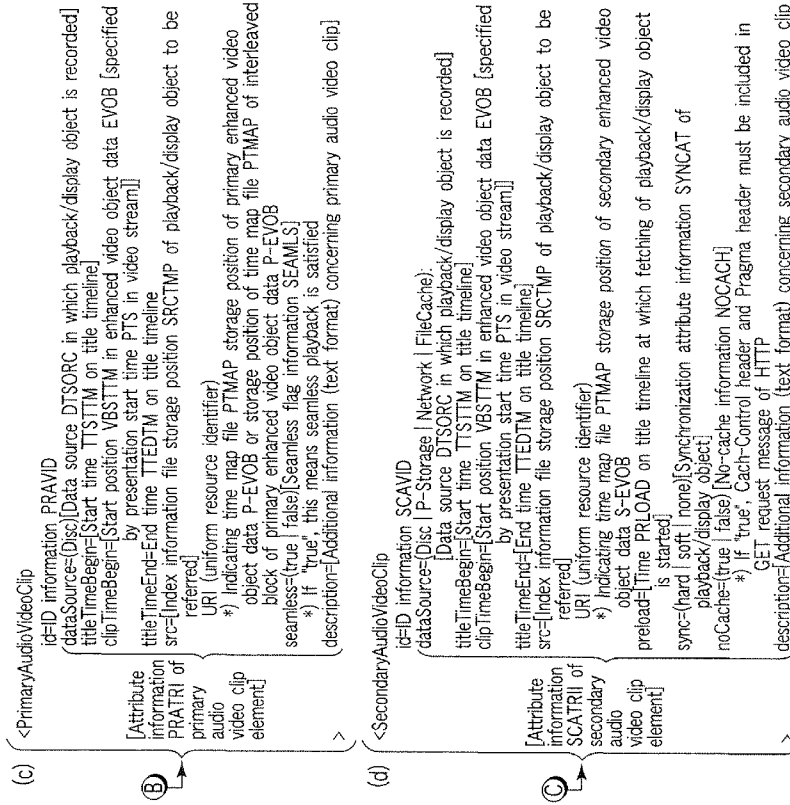 (c)
<PrimaryAudioVideoClip
id=ID information PRAVID
dataSource=(Disc)[Data source DTSORC in which playback/display object is recorded]
titleTimeBegin=[Start time TTSTTM on title timeline]
clipTimeBegin=[Start position VBSTTM in enhanced video object data EVOB [specified
by presentation start time PTS in video stream]]
titleTimeEnd=End time TTEDTM on title timeline
src=[Index information file storage position SRCTMP of playback/display object to be
referred]
URI (uniform resource identifier)
*) Indicating time map file PTMAP storage position of primary enhanced video
object data P-EVOB or storage position of time map file PTMAP of interleaved
block of primary enhanced video object data P-EVOB
seamless=(true | false)[Seamless flag information SEAMLS]
*) If "true", this means seamless playback is satisfied
description=[Additional information (text format) concerning primary audio video clip]
>
B
[Attribute
information
PRATRI of
primary
audio
video clip
element]
(d)
<SecondaryAudioVideoClip
id=ID information SCAVID
dataSource=(Disc | P-Storage | Network | FileCache):
[Data source DTSORC in which playback/display object is recorded]
titleTimeBegin=[Start time TTSTTM on title timeline]
clipTimeBegin=[Start position VBSTTM in enhanced video object data EVOB [specified
by presentation start time PTS in video stream]]
titleTimeEnd=[End time TTEDTM on title timeline]
src=[Index information file storage position SRCTMP of playback/display object to be
referred]
URI (uniform resource identifier)
*) Indicating time map file PTMAP storage position of secondary enhanced video
object data S-EVOB
preload=[Time PRLOAD on title timeline at which fetching of playback/display object
is started]
sync=(hard | soft | none)[Synchronization attribute information SYNCAT of
playback/display object]
noCache=(true | false)[No-cache information NOCACH]
*) If "true", Cach-Control header and Pragma header must be included in
GET request message of HTTP
description=[Additional information (text format) concerning secondary audio video clip
>
C
[Attribute
information
SCATRII of
secondary
audio
video clip
element]